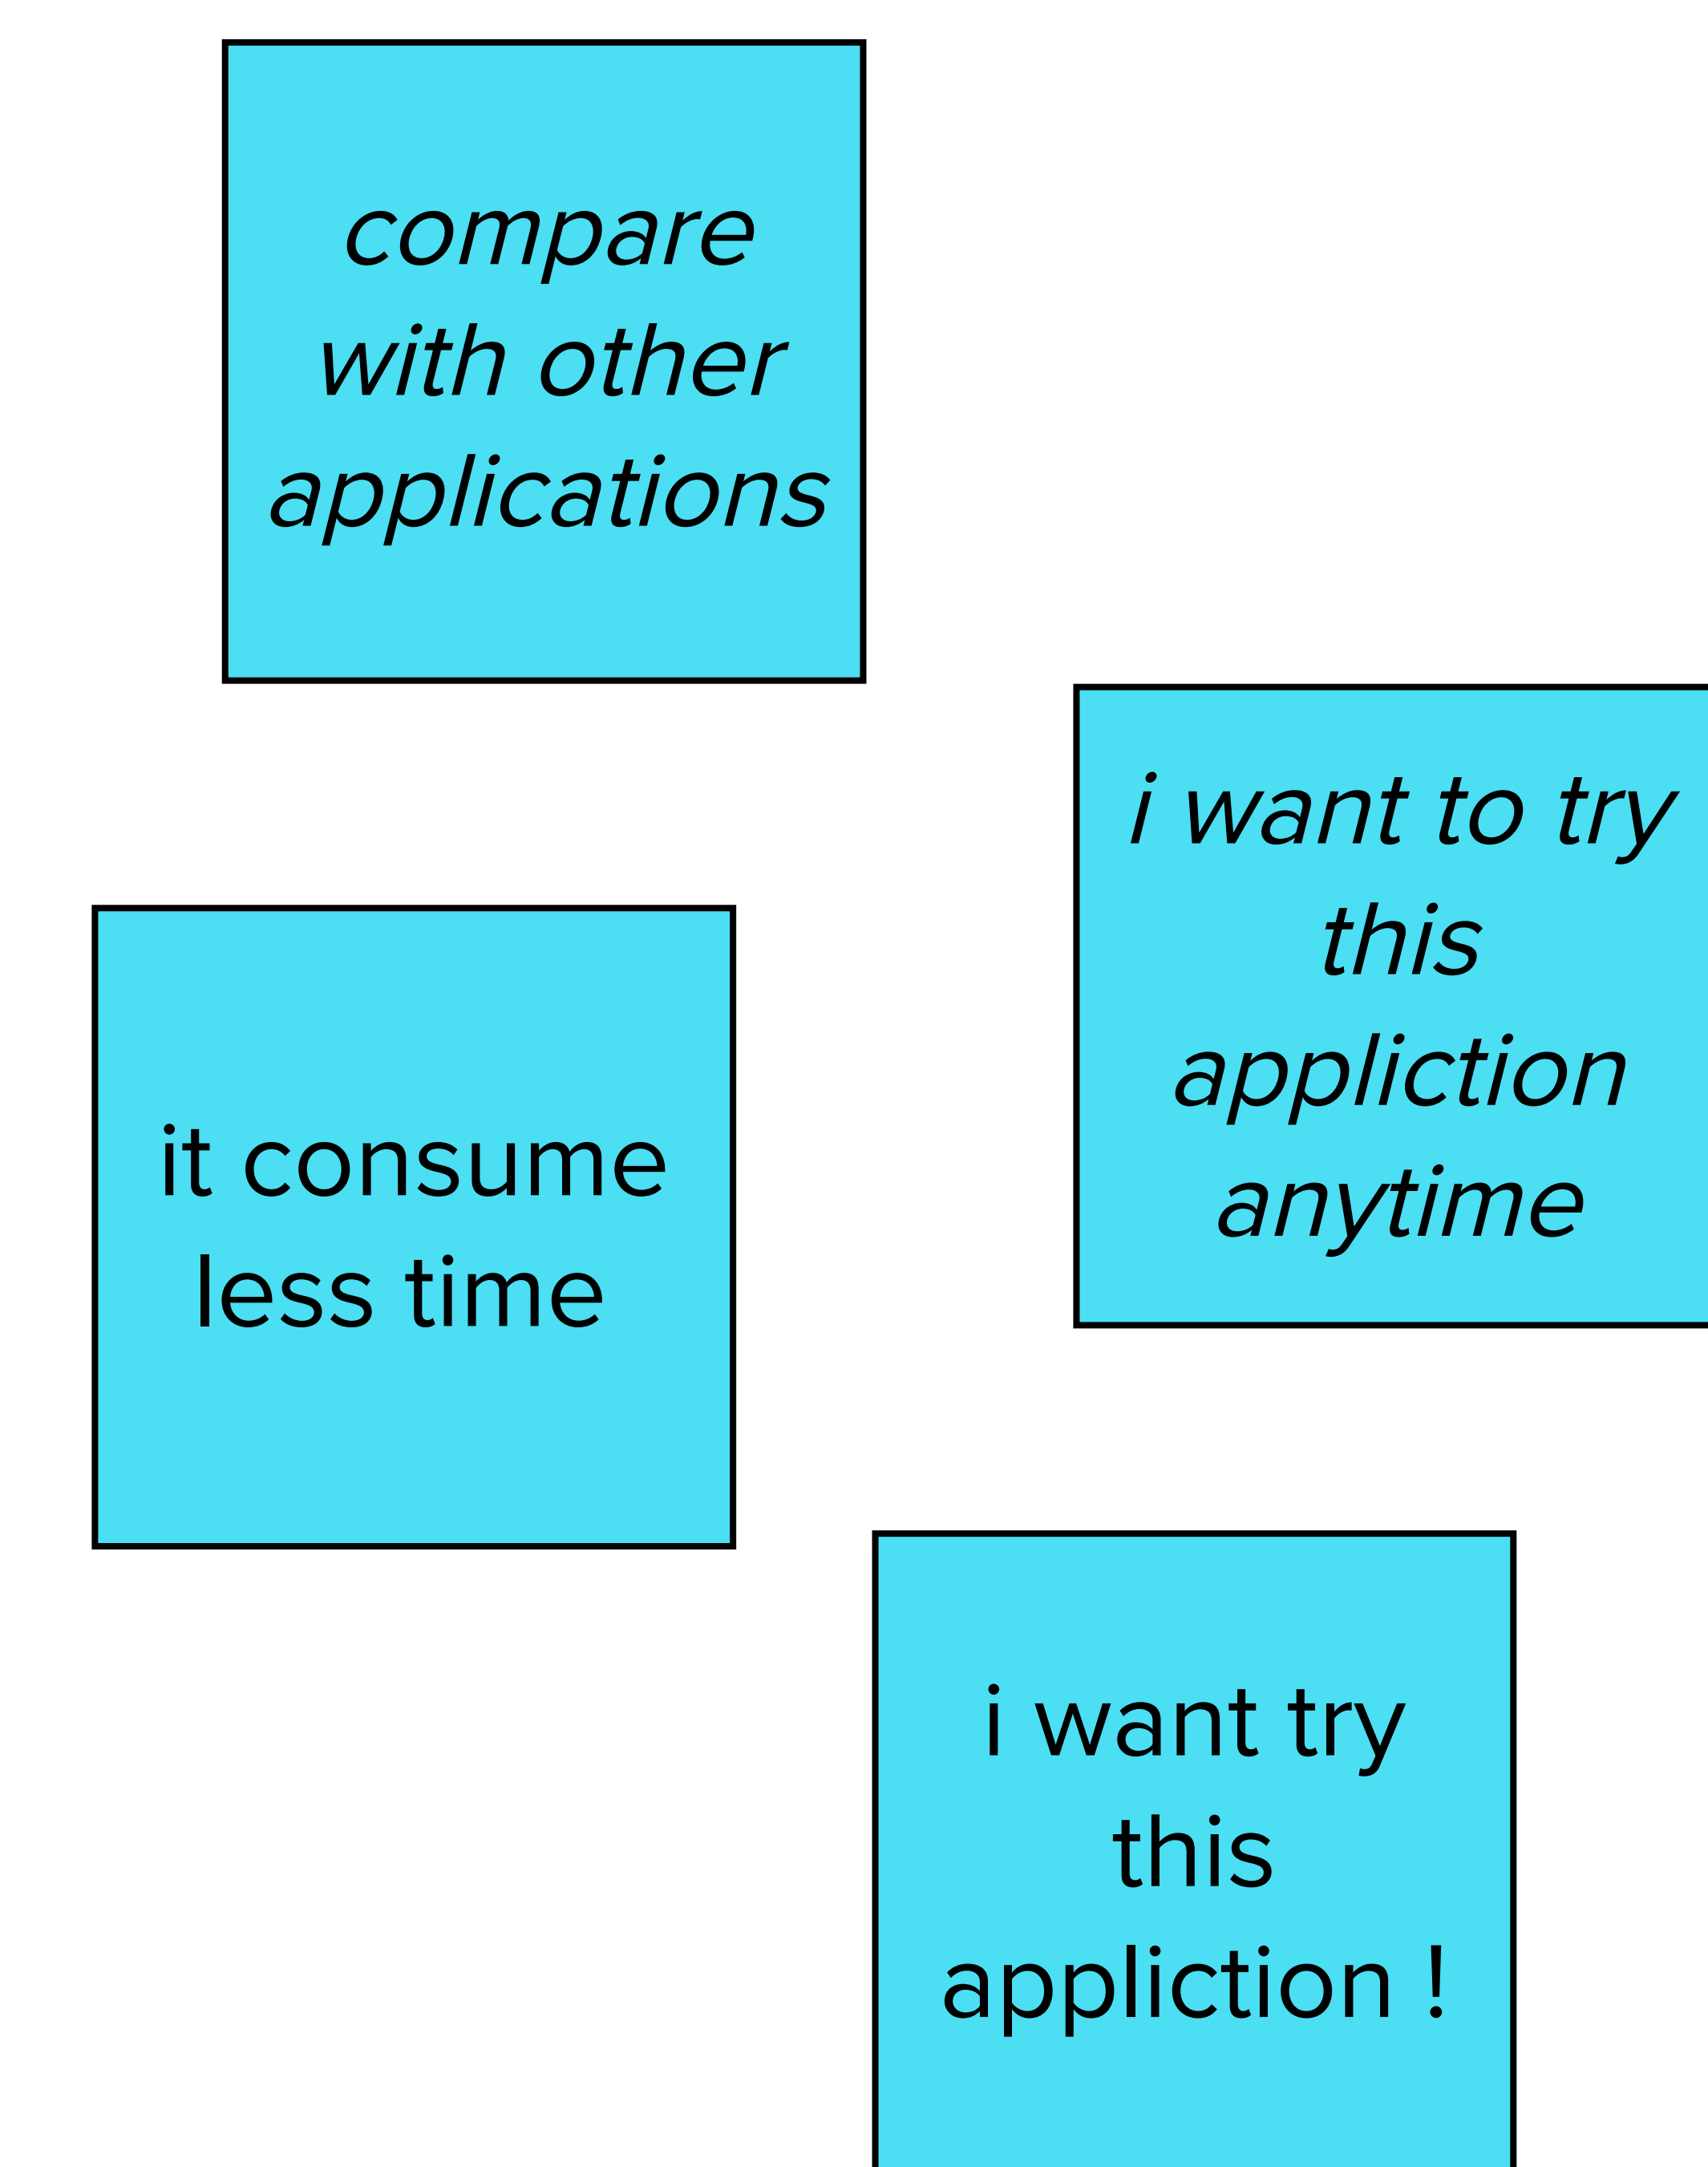 compare
with other
applications
i want to try
this
appliction
anytime
it consume
less time
i want try
this
appliction !